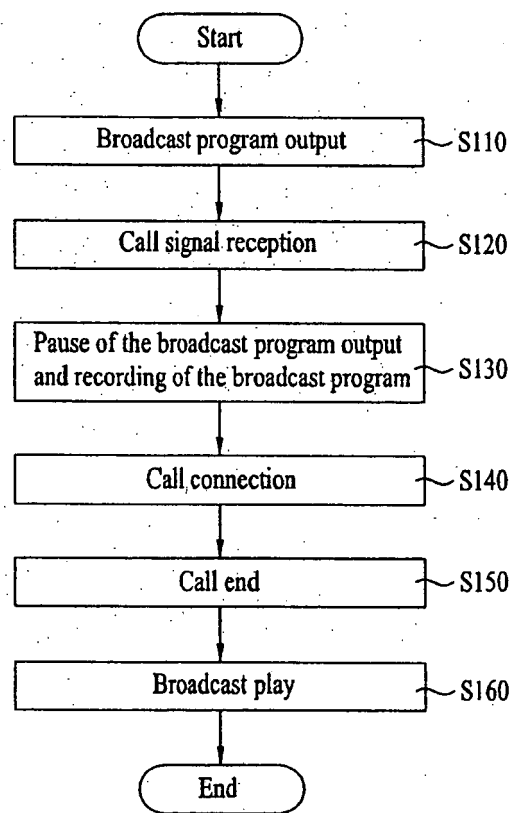 Start
Broadcast program output
S110
Call signal reception
S120
Pause of the broadcast program output
and recording of the broadcast program
S130
Call connection
S140
Call end
S150
Broadcast play
S160
End